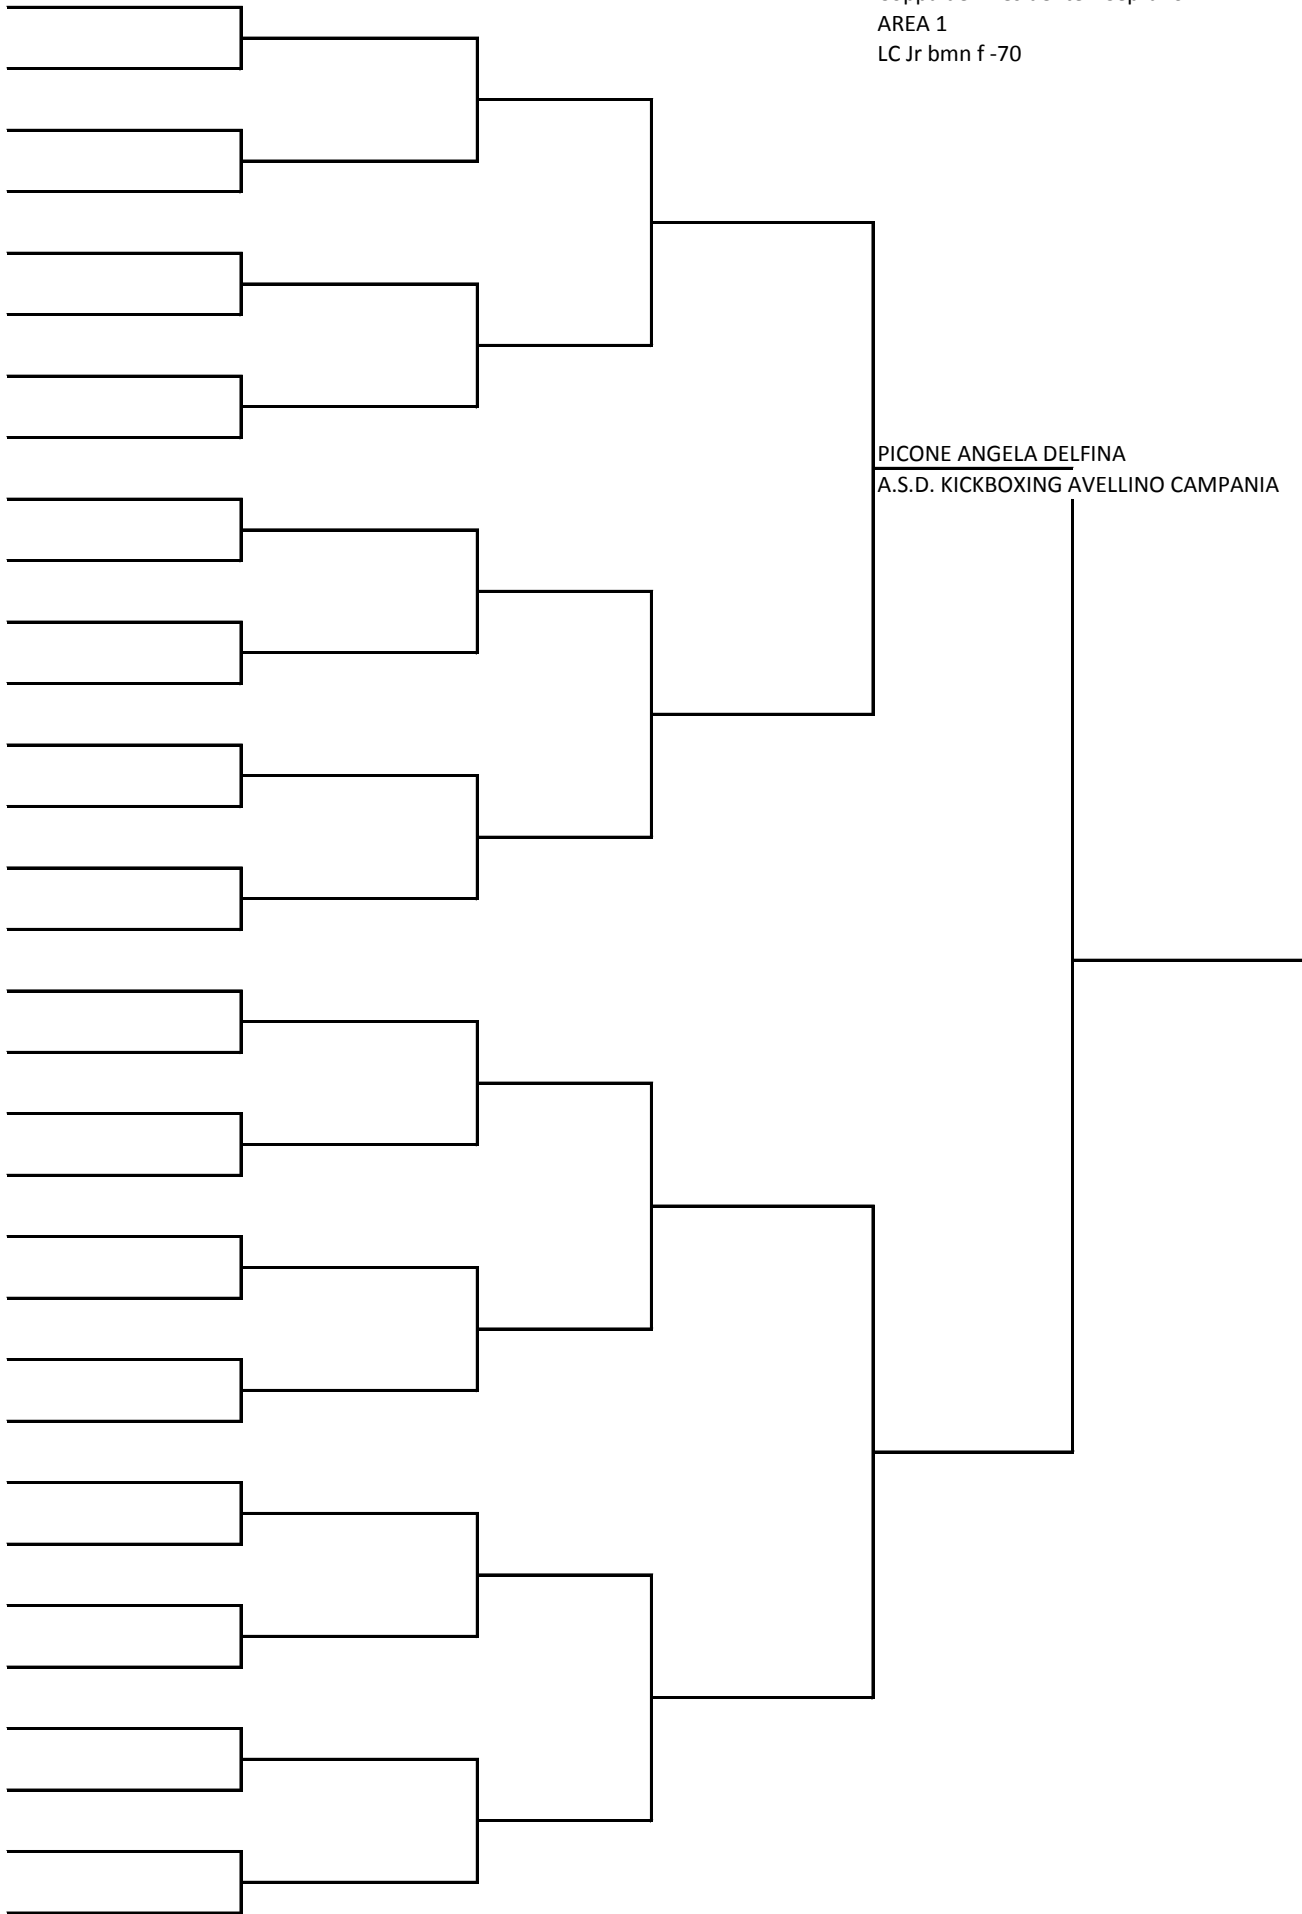 AREA 1
LC Jr bmn f -70
PICONE ANGELA DELFINA
A.S.D. KICKBOXING AVELLINO CAMPANIA